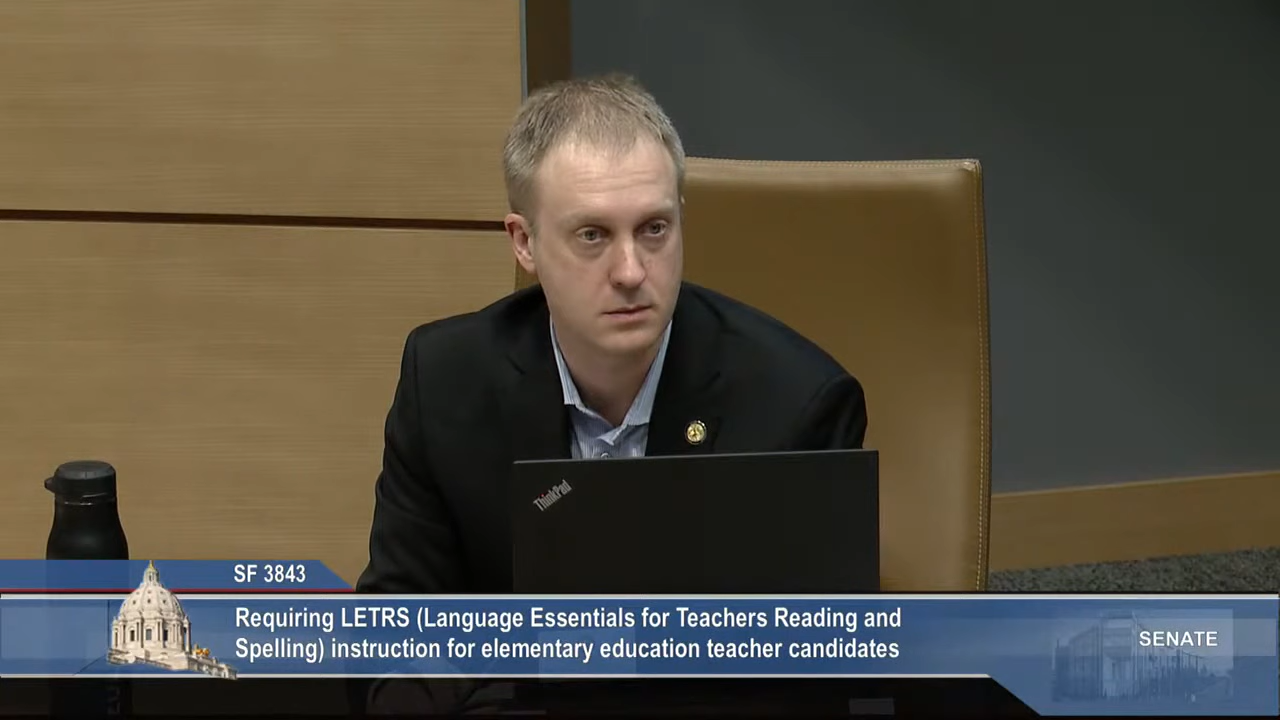 ThinkPad
SF 3843
Requiring LETRS (Language Essentials for Teachers Reading and
Spelling) instruction for elementary education teacher candidates
SENATE